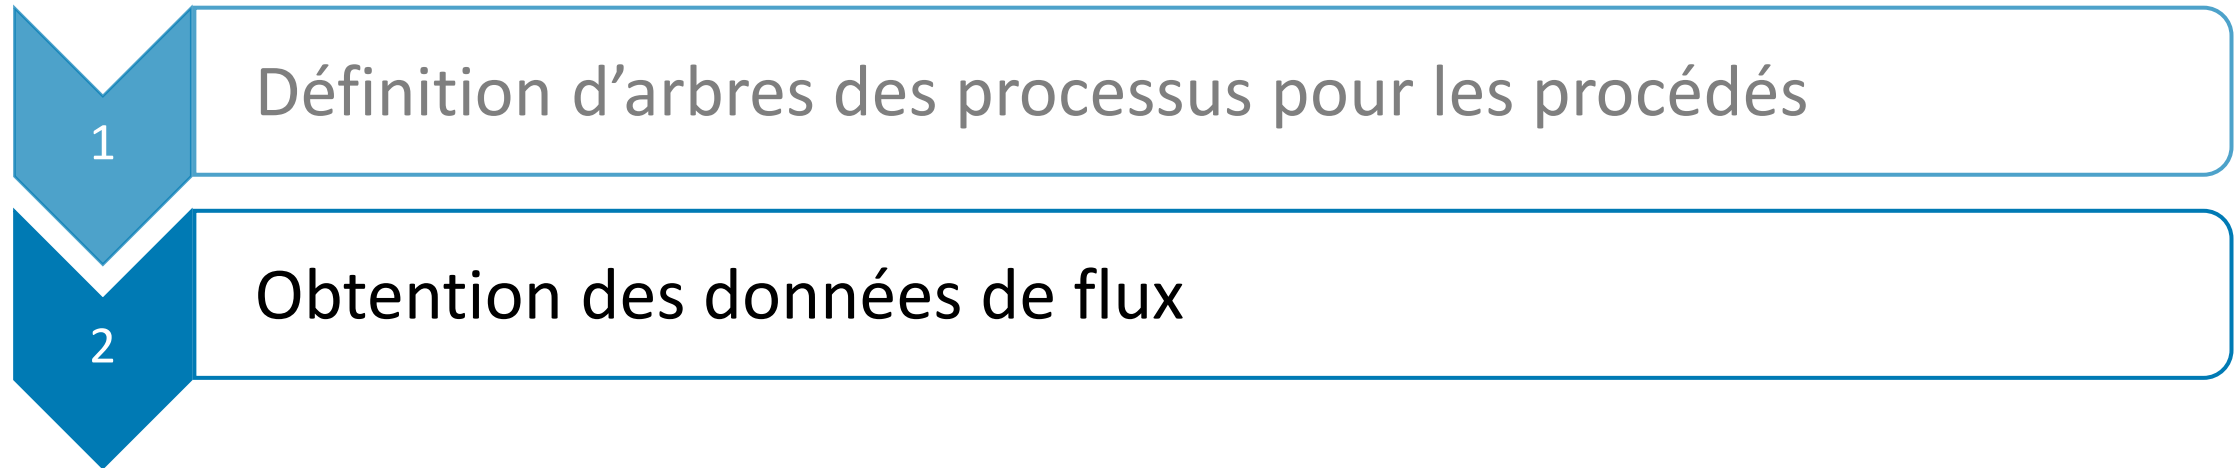 1
Définition d’arbres des processus pour les procédés
2
Obtention des données de flux